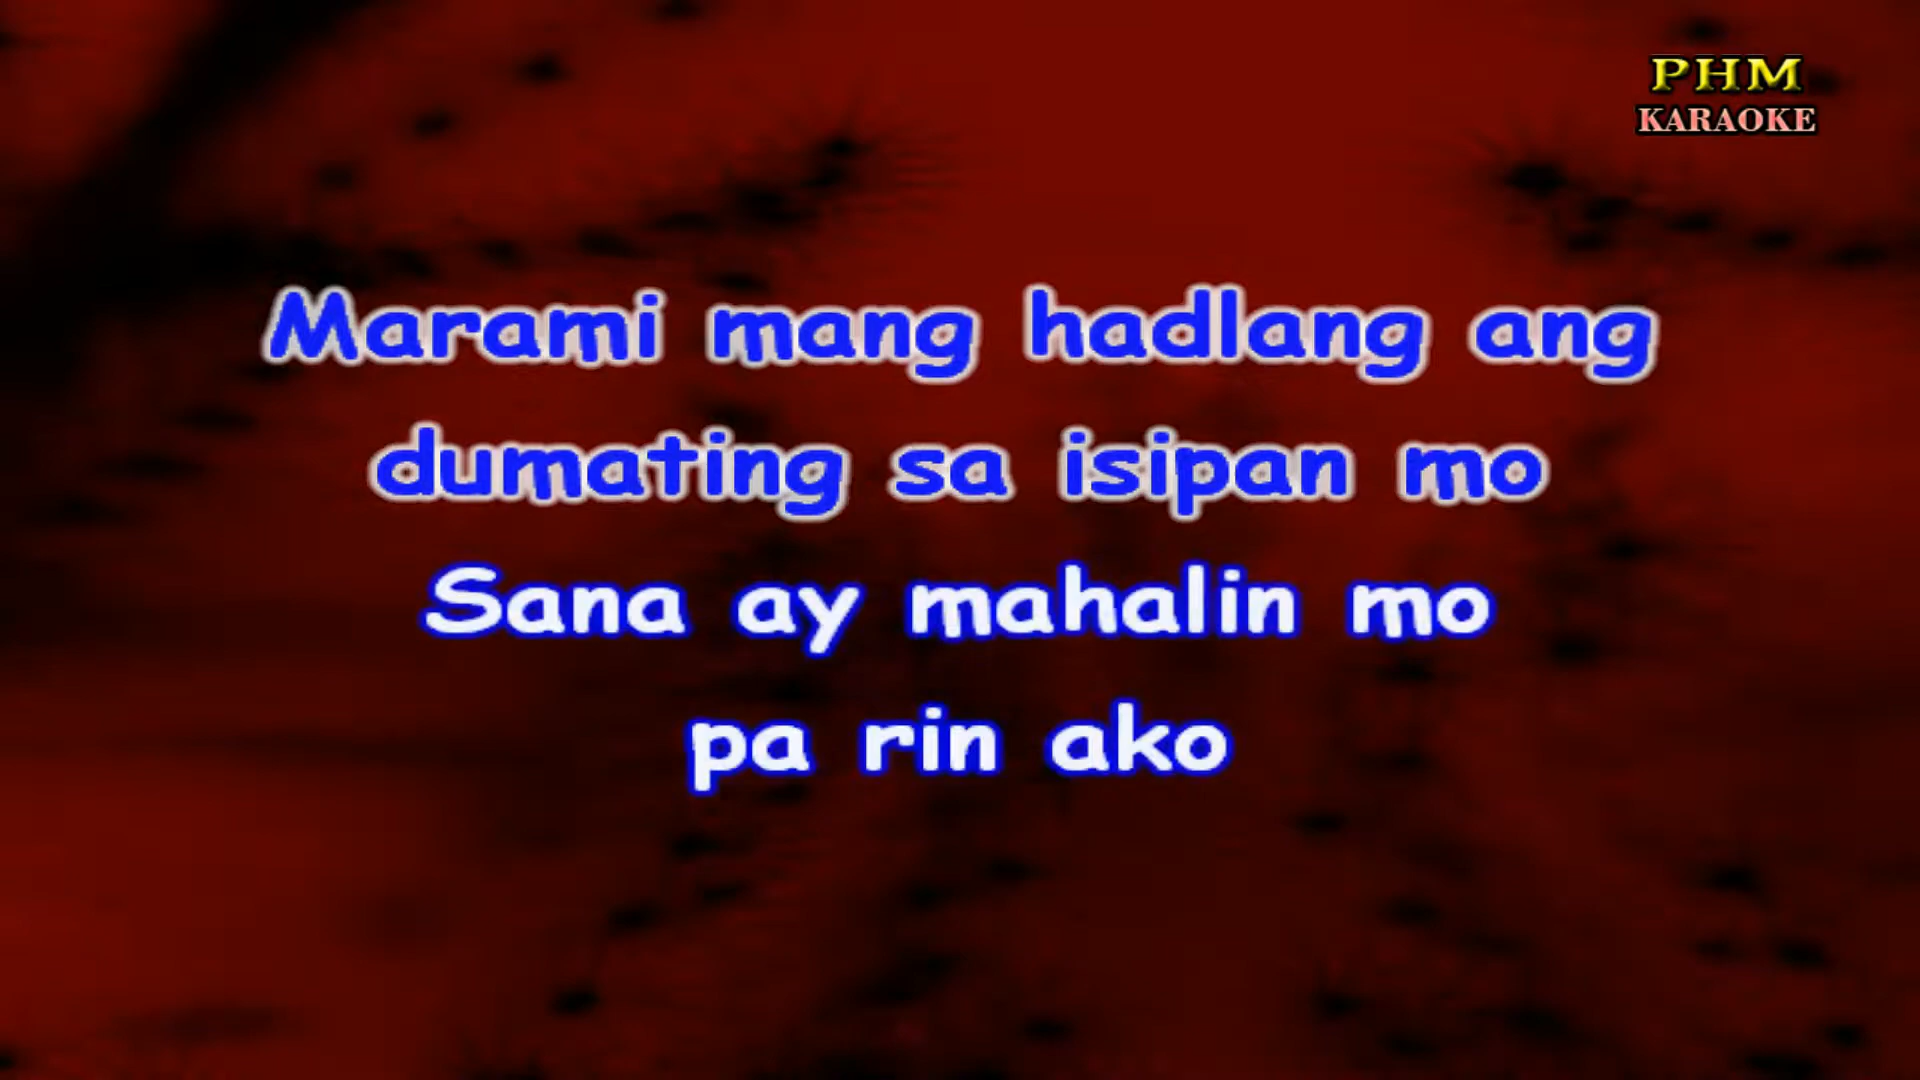 PHM
KARAOKE
Marami mang hadlang ang
dumating sa isipan mo
Sana ay mahalin mo
pa rin ako